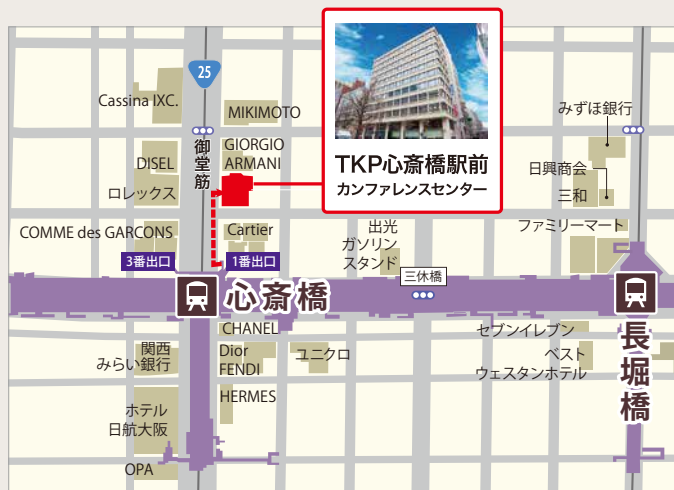 25
Cassina IXC.
MIKIMOTO
御堂筋
GIORGIO
ARMANI
DISEL
ロレックス
TKP心斎橋駅前
カンファレンスセンター
みずほ銀行
日興商会
三和
ファミリーマート
COMME des GARCONS
Cartier
出光
ガソリン
スタンド
3番出口
1番出口
三休橋
心斎橋
長堀橋
CHANEL
関西
みらい銀行
Dior
FENDI
ユニクロ
HERMES
セブンイレブン
ベスト
ウェスタンホテル
ホテル
日航大阪
OPA